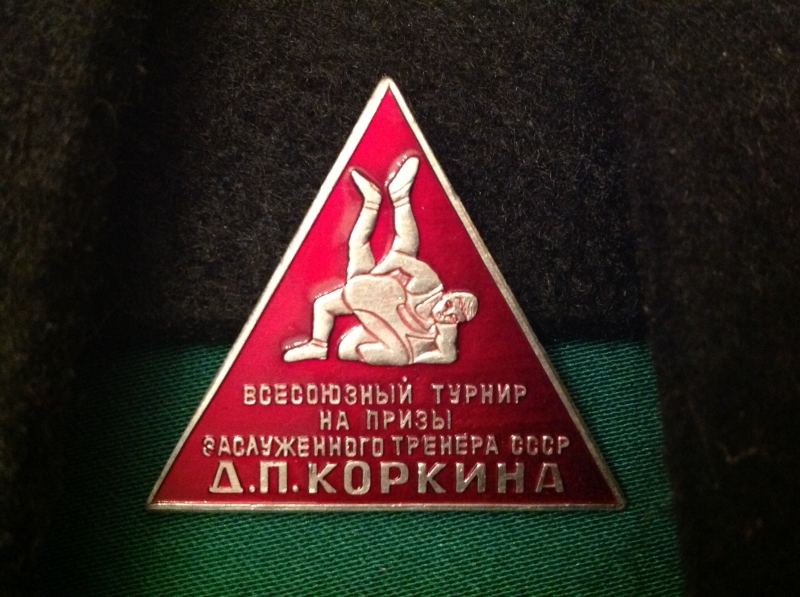 ВСЕСОЮЗНЫЙ ТУРНИР
НА ПРИЗЫ
ЗАСЛУЖЕННОГО ТРЕНЕРА СССР
Д.П.КОРКИНА